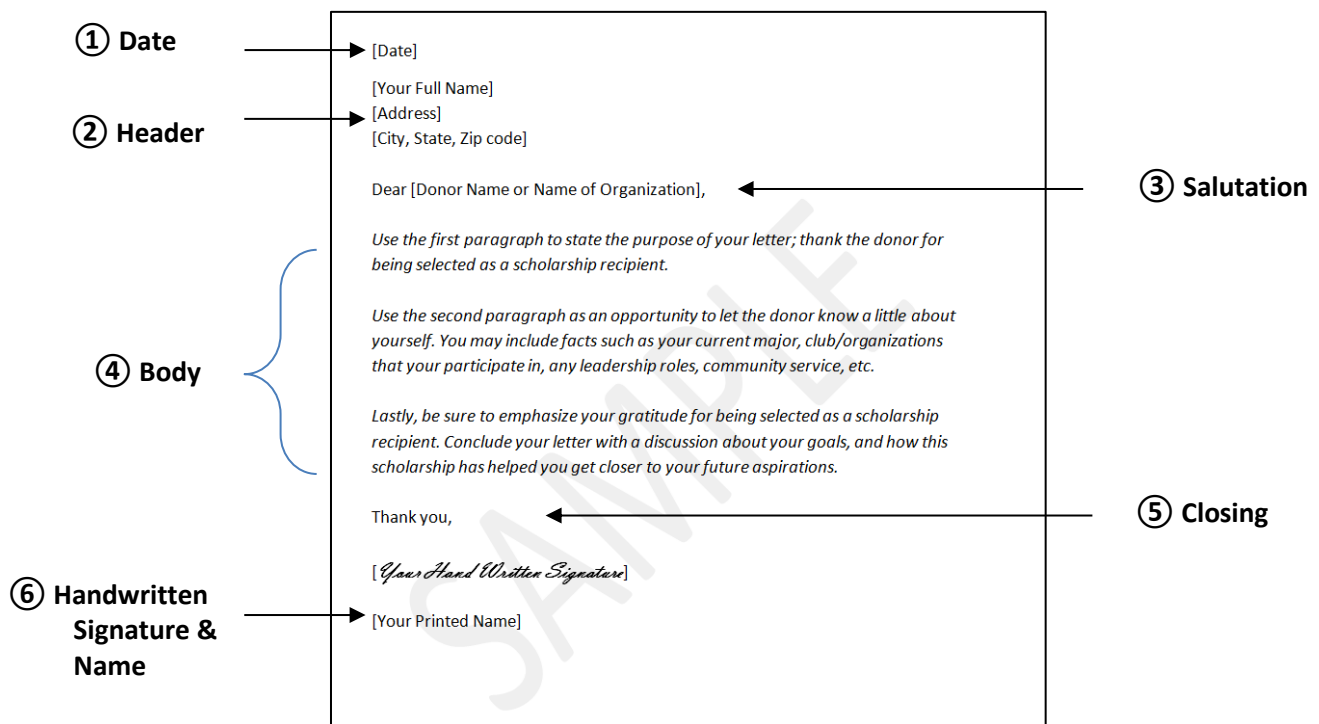 ① Date
[Date]
[Your Full Name]
② Header
[Address]
[City, State, Zip code]
Dear [Donor Name or Name of Organization],
③ Salutation
Use the first paragraph to state the purpose of your letter; thank the donor for
being selected as a scholarship recipient.
Use the second paragraph as an opportunity to let the donor know a little about
yourself. You may include facts such as your current major, club/organizations
that your participate in, any leadership roles, community service, etc.
④ Body
Lastly, be sure to emphasize your gratitude for being selected as a scholarship
recipient. Conclude your letter with a discussion about your goals, and how this
scholarship has helped you get closer to your future aspirations.
Thank you,
⑤ Closing
[Your Hand Written Signature]
⑥ Handwritten
Signature &
Name
[Your Printed Name]
SAMPLE